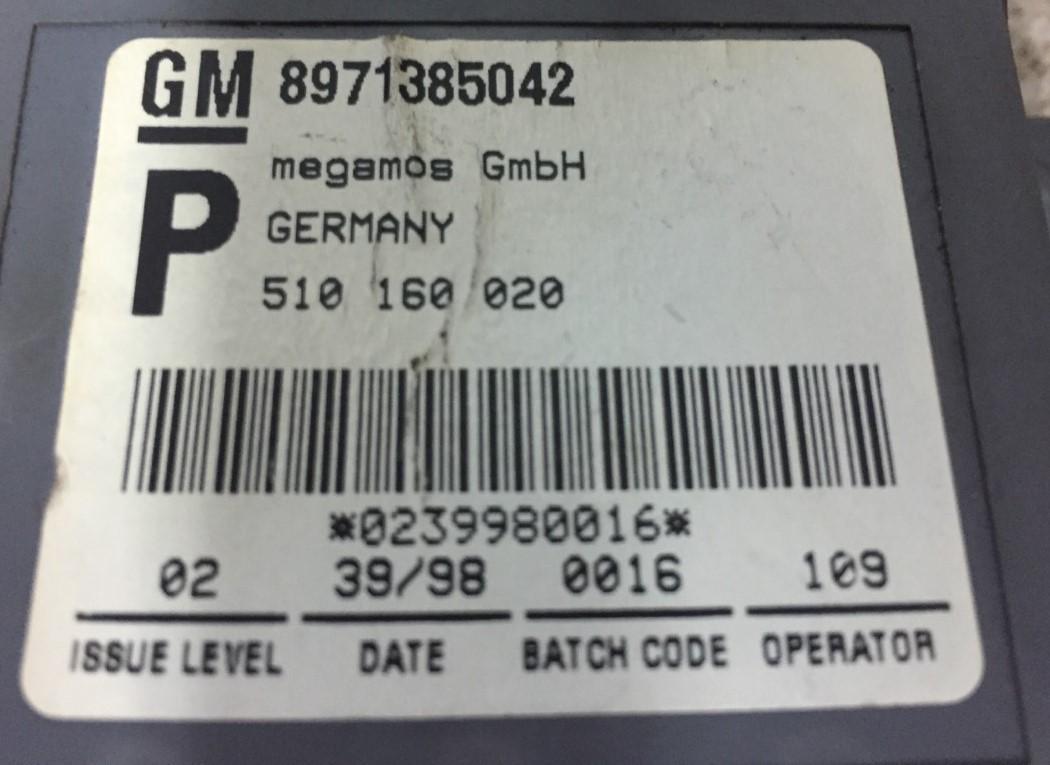 GM 8971385042
P
megamos GmbH
GERMANY
510 160 020
*0239980016*
02 39/98 0016 109
ISSUE LEVEL DATE BATCH CODE OPERATOR